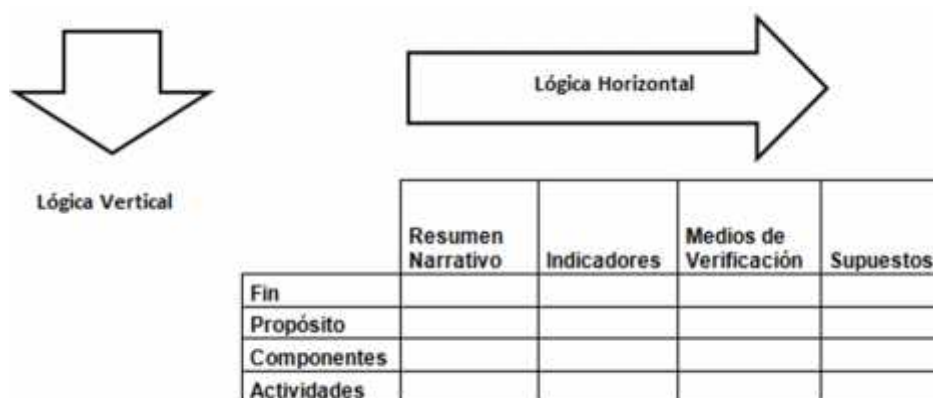 Lógica Horizontal
Lógica Vertical
Resumen
Narrativo
Indicadores
Medios de
Verificación
Supuestos
Fin
Propósito
Componentes
Actividades